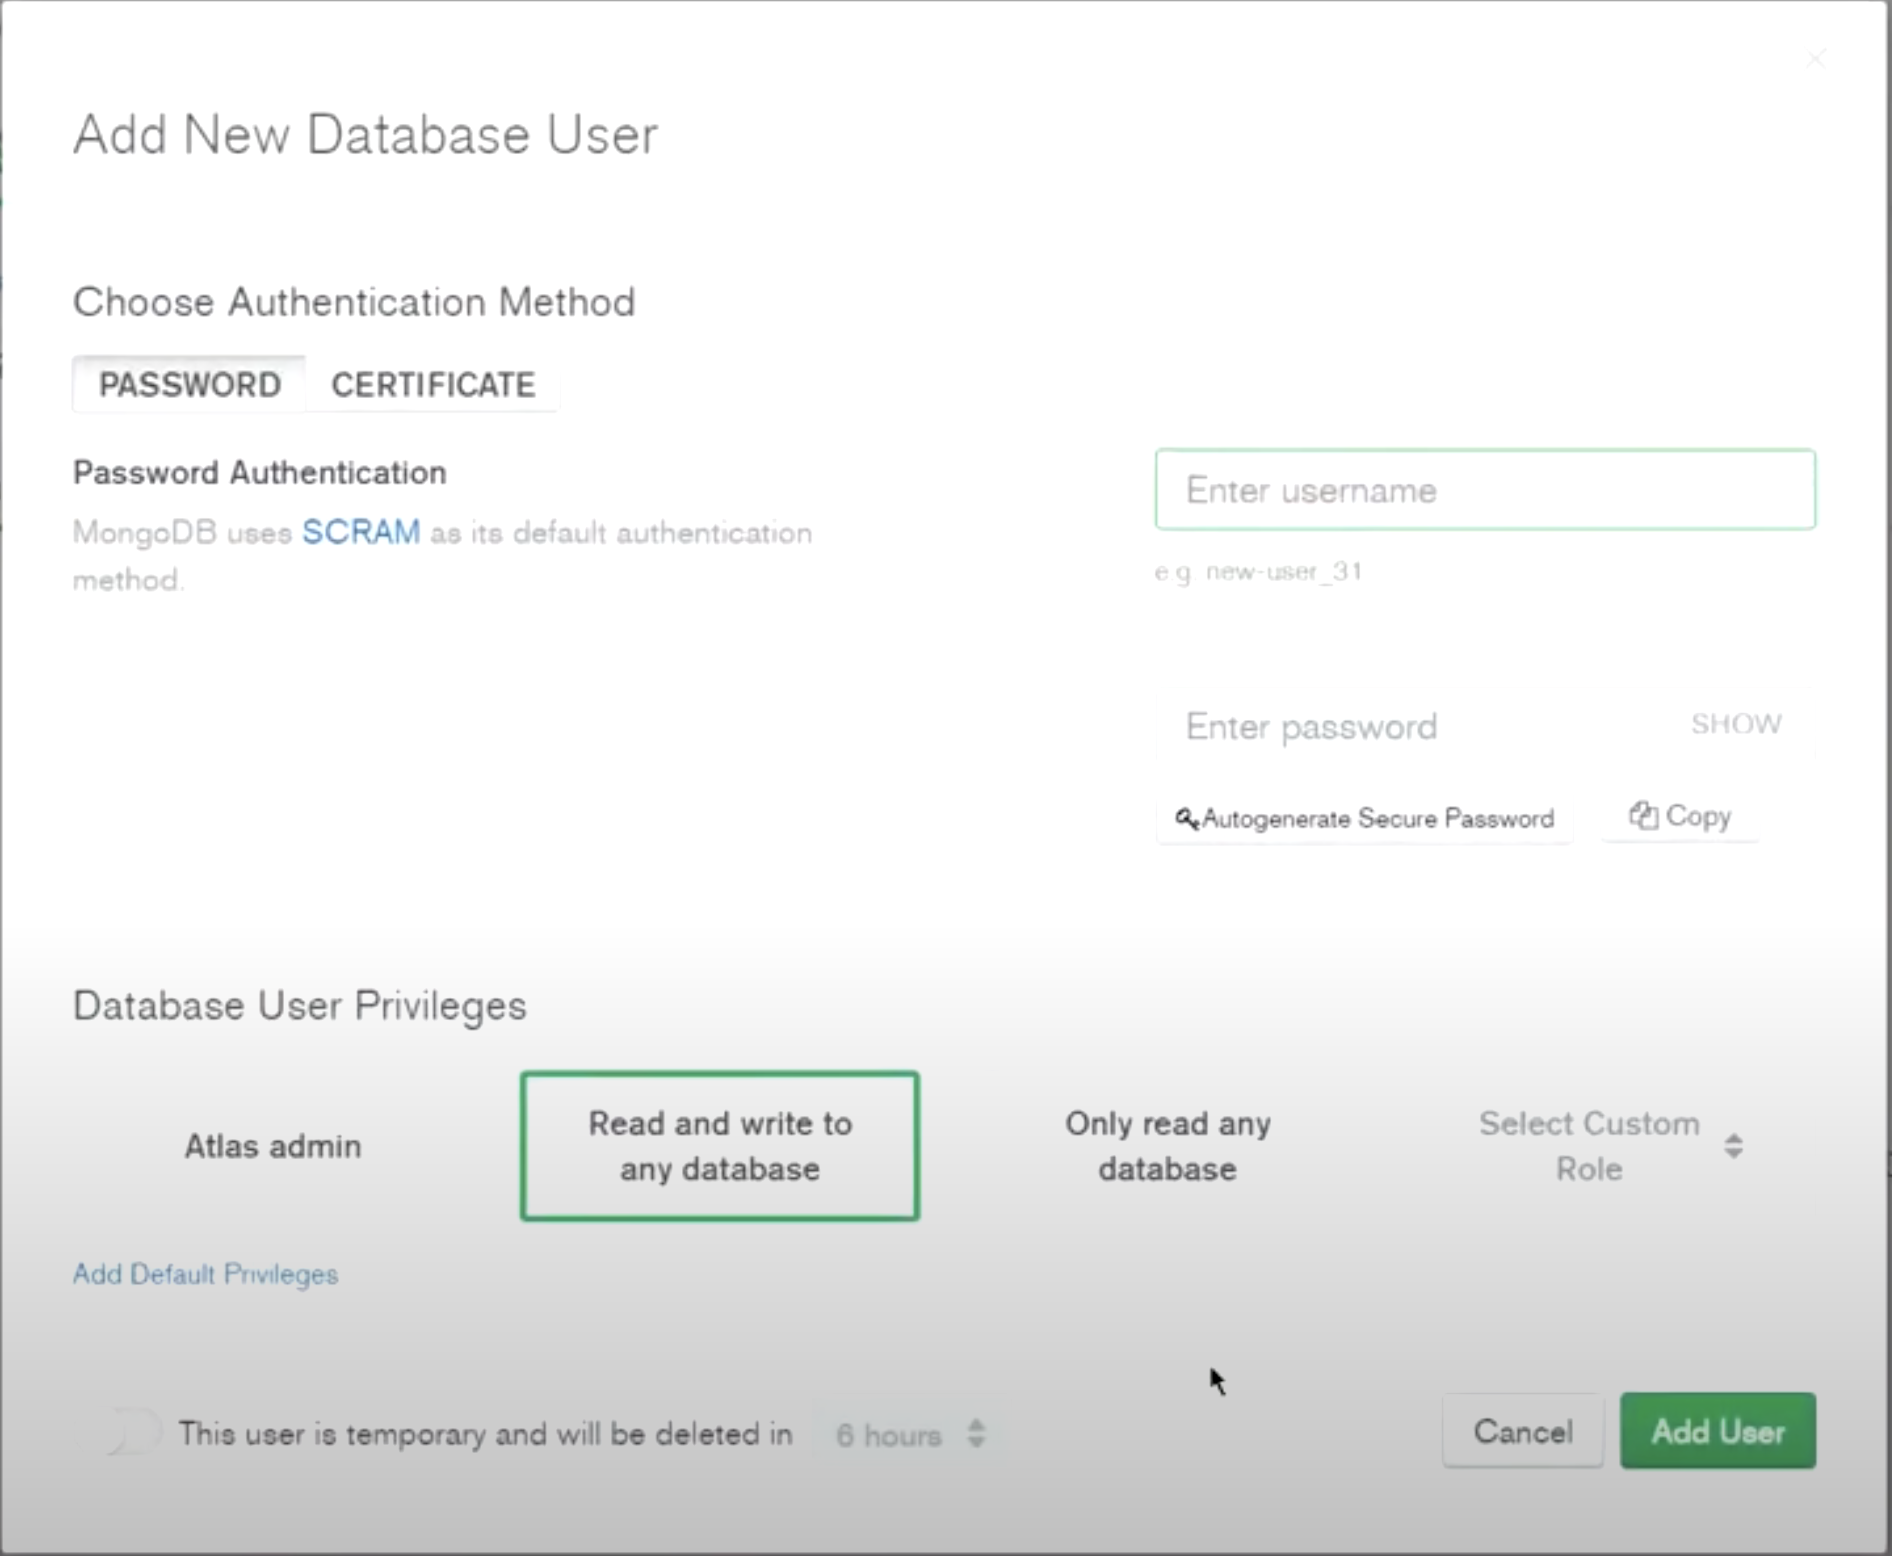 Add New Database User
Choose Authentication Method
PASSWORD CERTIFICATE
Password Authentication
MongoDB uses SCRAM as its default authentication
method.
Enter username
e.g. new-user_31
Enter password SHOW
Autogenerate Secure Password Copy
Database User Privileges
Atlas admin
Read and write to
any database
Only read any
database
Select Custom
Role
Add Default Privileges
This user is temporary and will be deleted in 6 hours
Cancel Add User